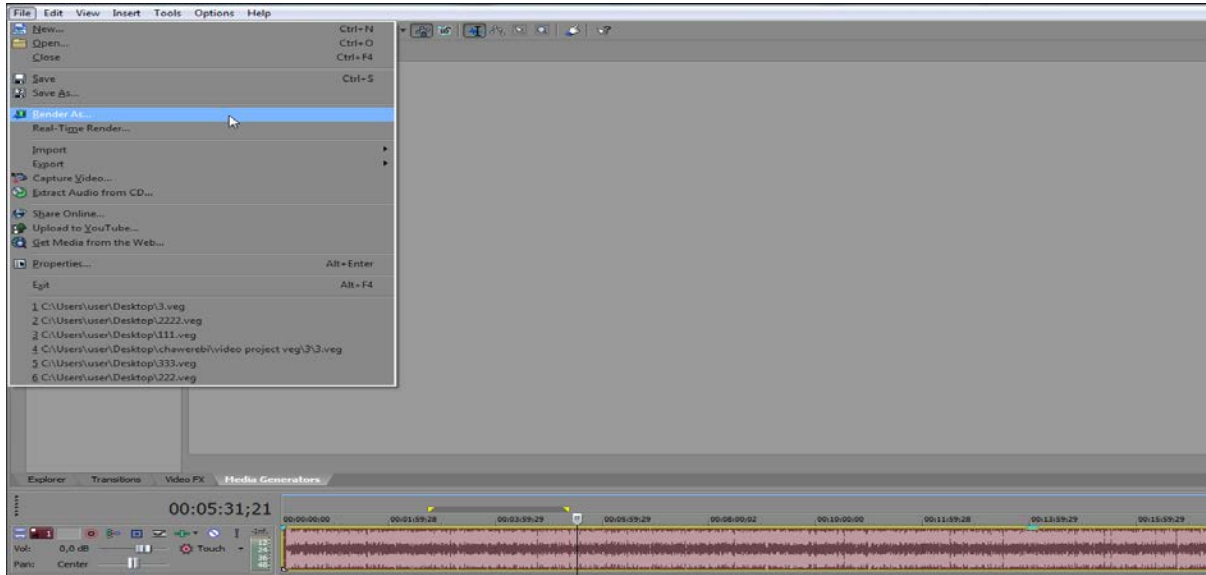 File Edit View Insert Tools Options Help
New... Ctrl+N
Open... Ctrl+O
Close Ctrl+F4
Save Ctrl+S
Save As...
Render As...
Real-Time Render...
Import
Export
Capture Video...
Extract Audio from CD...
Share Online...
Upload to YouTube...
Get Media from the Web...
Properties... Alt+Enter
Exit Alt+F4
1 C:\Users\user\Desktop\3.veg
2 C:\Users\user\Desktop\2222.veg
3 C:\Users\user\Desktop\111.veg
4 C:\Users\user\Desktop\chawerebi\video project veg\3\3.veg
5 C:\Users\user\Desktop\333.veg
6 C:\Users\user\Desktop\222.veg
Explorer Transitions Video FX Media Generators
00:05:31;21
00:00:00:00 00:01:59:28 00:03:59:29 00:05:59:29 00:08:00:02 00:10:00:00 00:11:59:28 00:13:59:29 00:15:59:29
1 -Inf.
Vol: 0,0 dB Touch
Pan: Center
12
24
36
48